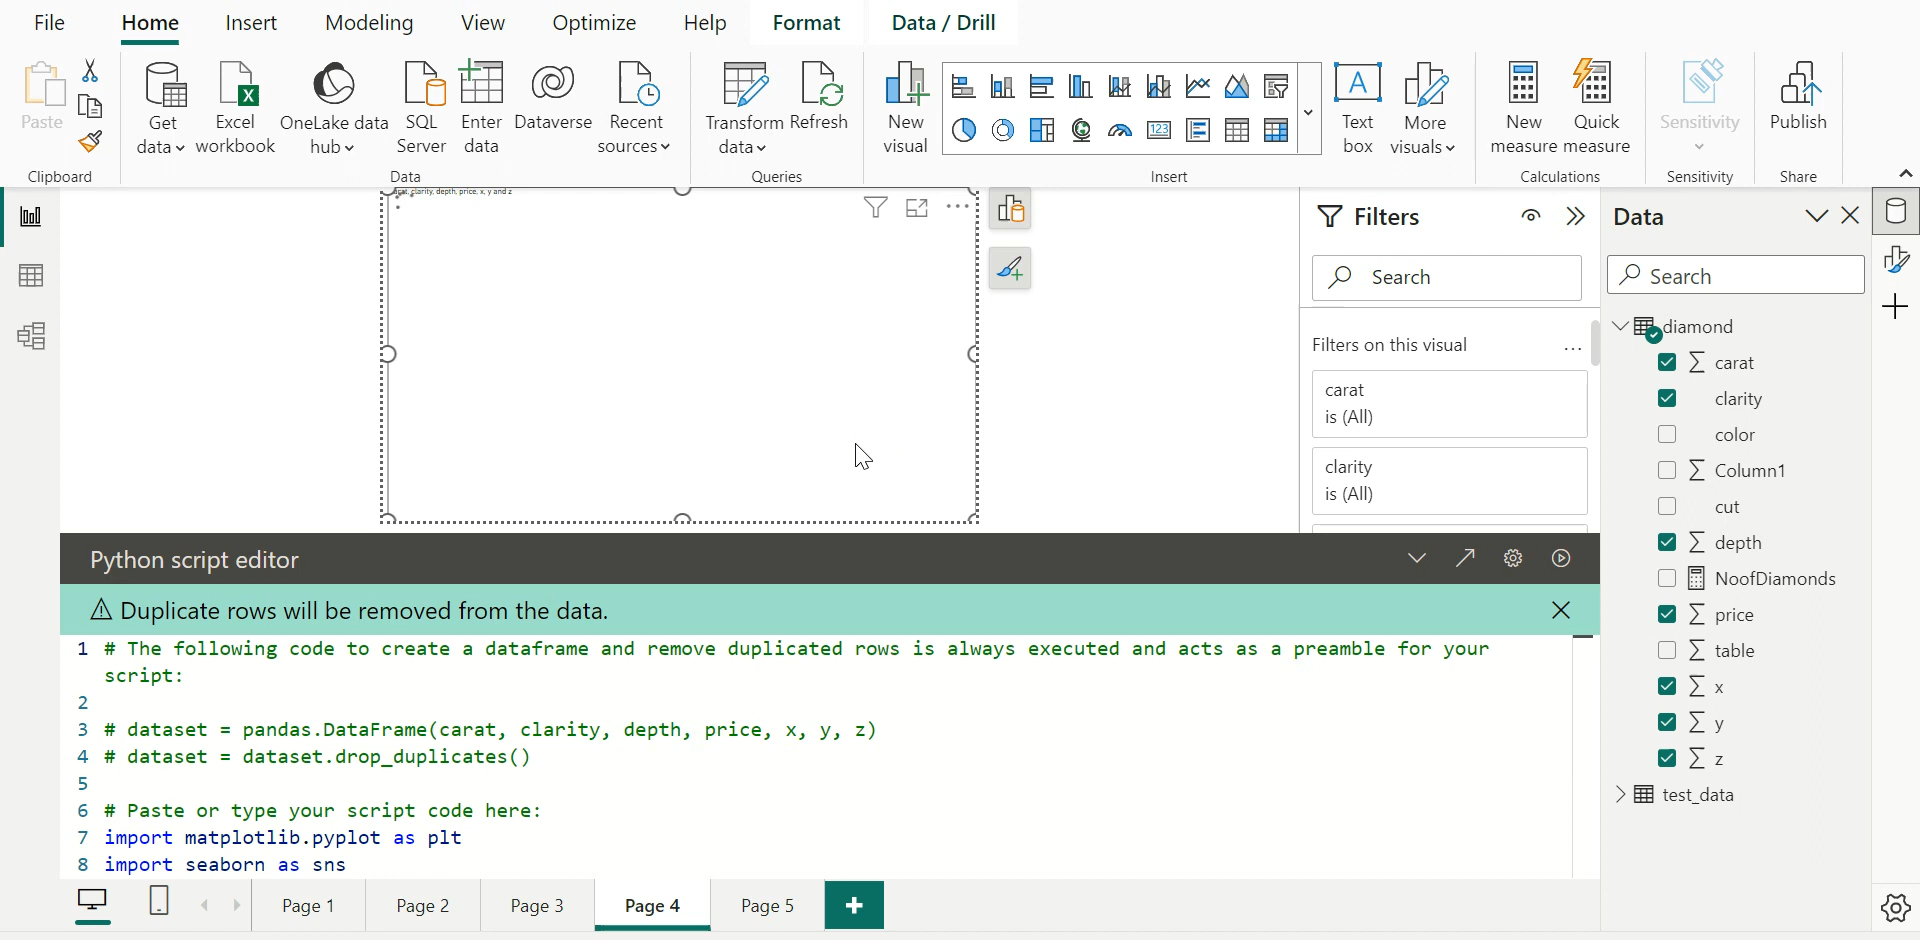 File Home Insert Modeling View Optimize Help Format Data / Drill
Paste
Get data
Excel workbook
OneLake data hub
SQL Server
Enter data
Dataverse
Recent sources
Transform data
Refresh
New visual
123
A
Text box
More visuals
New measure
Quick measure
Sensitivity
Publish
Clipboard Data Queries Insert Calculations Sensitivity Share
clarity, depth, price, x, y and z
Filters
Search
Filters on this visual
carat
is (All)
clarity
is (All)
Data
Search
diamond
carat
clarity
color
Column1
cut
depth
NoofDiamonds
price
table
x
y
z
test_data
Python script editor
Duplicate rows will be removed from the data.
1 # The following code to create a dataframe and remove duplicated rows is always executed and acts as a preamble for your
script:
2
3 # dataset = pandas.DataFrame(carat, clarity, depth, price, x, y, z)
4 # dataset = dataset.drop_duplicates()
5
6 # Paste or type your script code here:
7 import matplotlib.pyplot as plt
8 import seaborn as sns
Page 1 Page 2 Page 3 Page 4 Page 5